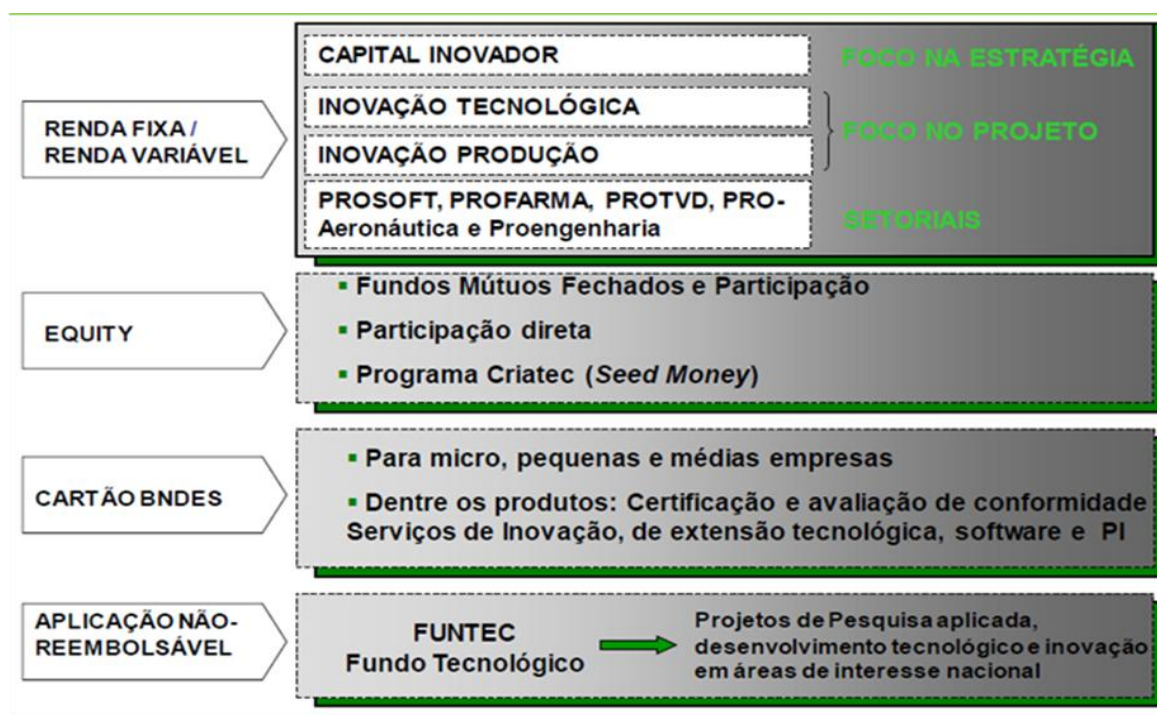 CAPITAL INOVADOR
FOCO NA ESTRATÉGIA
RENDA FIXA /
RENDA VARIÁVEL
INOVAÇÃO TECNOLÓGICA
INOVAÇÃO PRODUÇÃO
FOCO NO PROJETO
PROSOFT, PROFARMA, PROTVD, PRO-
Aeronáutica e Proengenharia
SETORIAIS
EQUITY
▪ Fundos Mútuos Fechados e Participação
▪ Participação direta
▪ Programa Criatec (Seed Money)
CARTÃO BNDES
▪ Para micro, pequenas e médias empresas
▪ Dentre os produtos: Certificação e avaliação de conformidade
Serviços de Inovação, de extensão tecnológica, software e PI
APLICAÇÃO NÃO-
REEMBOLSÁVEL
FUNTEC
Fundo Tecnológico
Projetos de Pesquisa aplicada,
desenvolvimento tecnológico e inovação
em áreas de interesse nacional